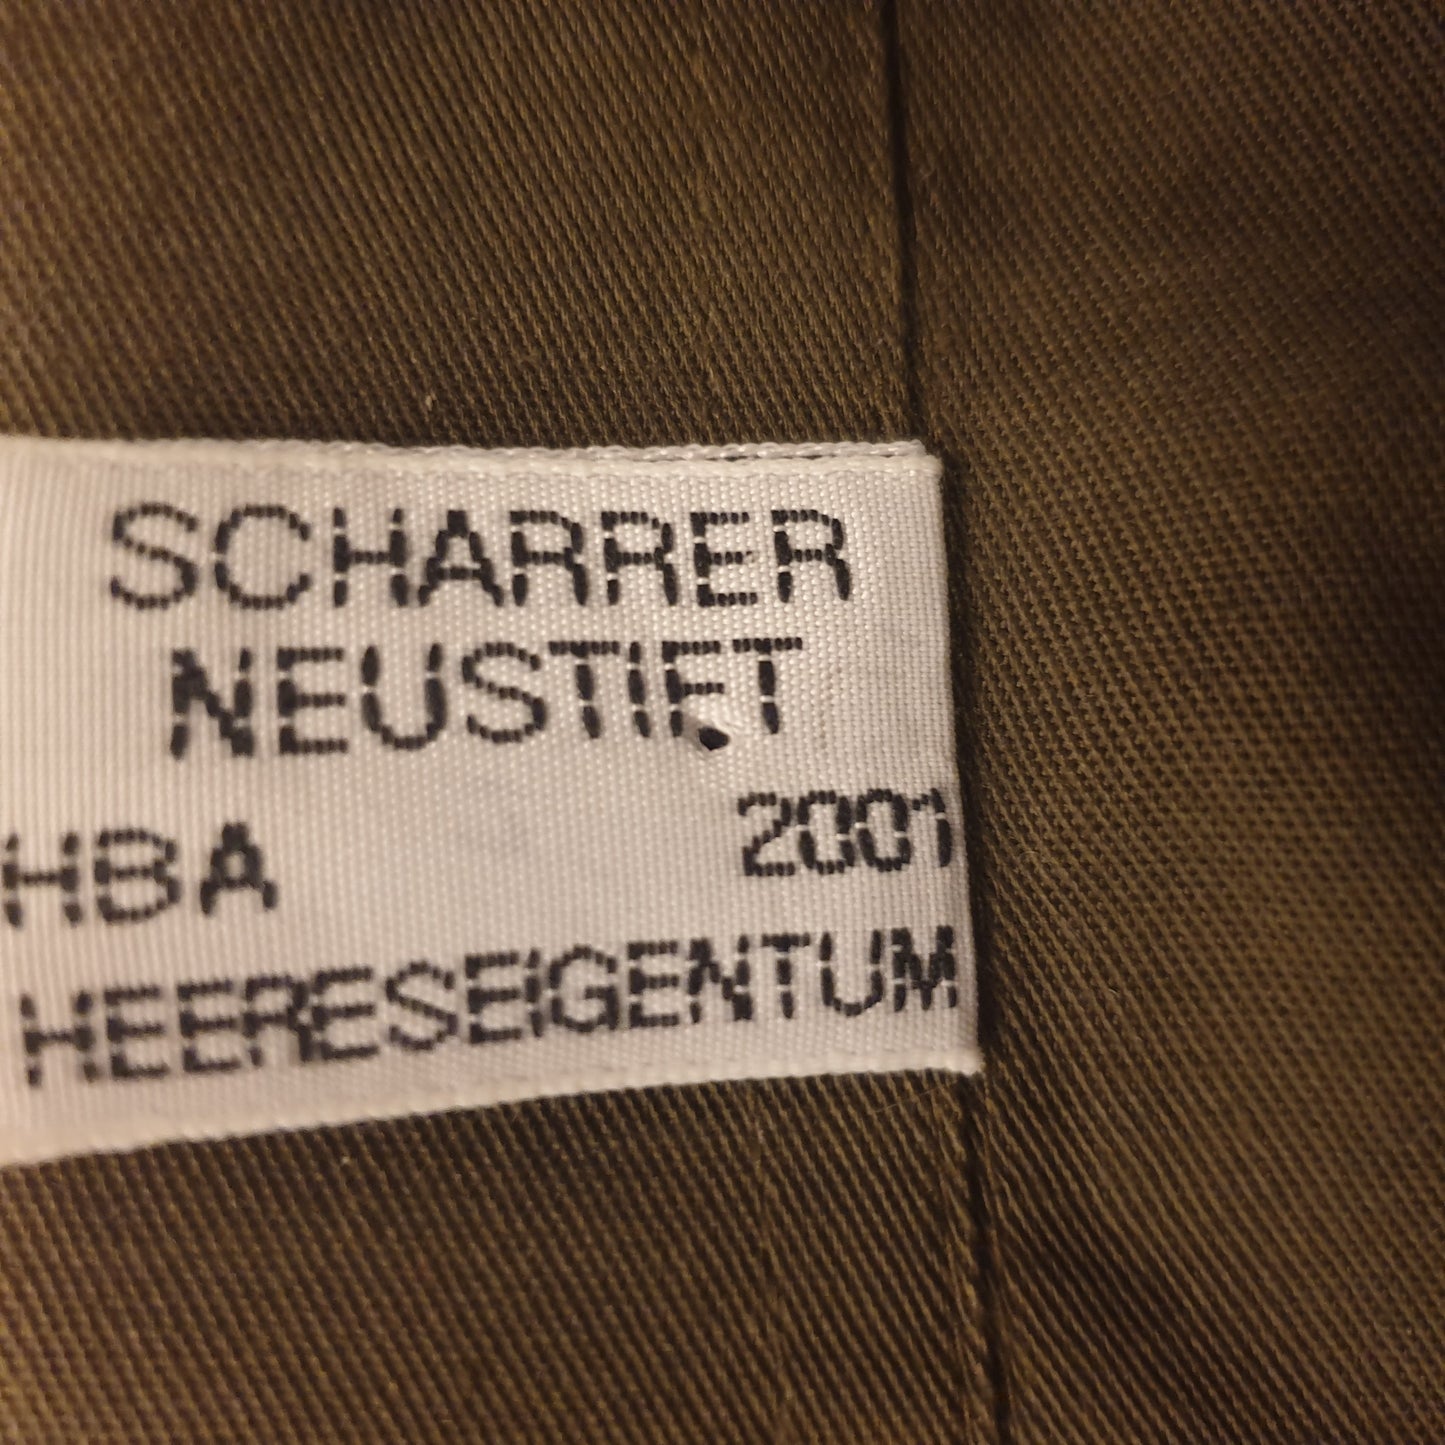 SCHARRER
NEUSTIFT
HBA 2001
HEERESEIGENTUM